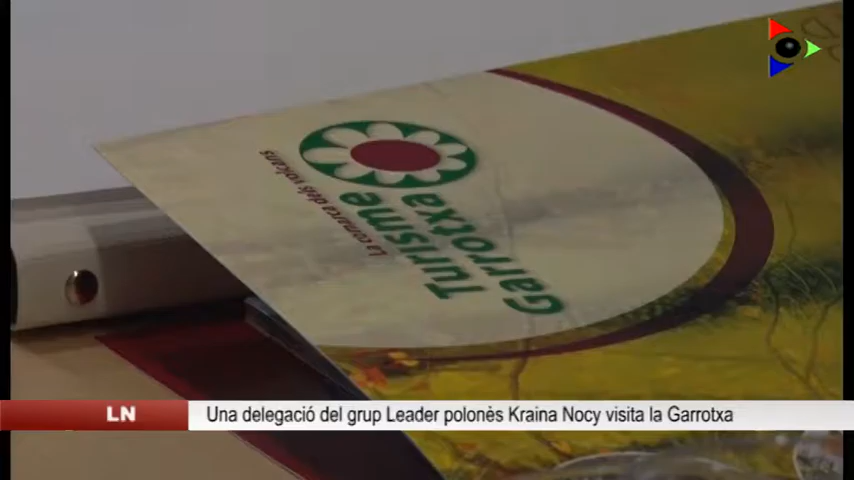 Turisme
Garrotxa
La comarca dels volcans
LN
Una delegació del grup Leader polonès Kraina Nocy visita la Garrotxa